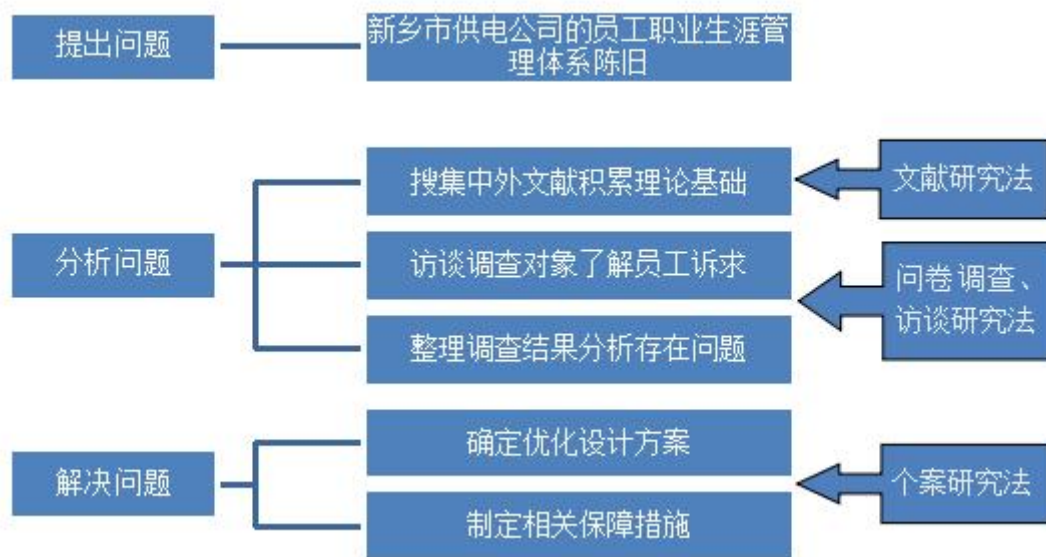 提出问题
新乡市供电公司的员工职业生涯管
理体系陈旧
搜集中外文献积累理论基础
文献研究法
分析问题
访谈调查对象了解员工诉求
问卷调查、
访谈研究法
整理调查结果分析存在问题
确定优化设计方案
解决问题
个案研究法
制定相关保障措施